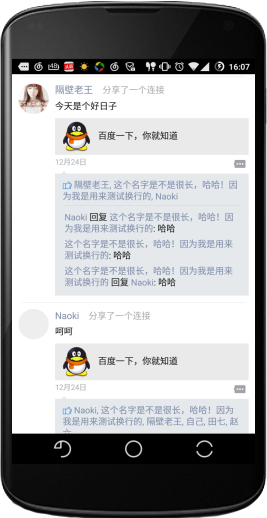 16:07
隔壁老王 分享了一个连接
今天是个好日子
百度一下，你就知道
12月24日
隔壁老王, 这个名字是不是很长，哈哈！因
为我是用来测试换行的, Naoki
Naoki 回复 这个名字是不是很长，哈哈！因
为我是用来测试换行的: 哈哈
这个名字是不是很长，哈哈！因为我是用来
测试换行的: 哈哈
这个名字是不是很长，哈哈！因为我是用来
测试换行的 回复 Naoki: 哈哈
Naoki 分享了一个连接
呵呵
百度一下，你就知道
12月24日
Naoki, 这个名字是不是很长，哈哈！因为
我是用来测试换行的, 隔壁老王, 自己, 田七, 赵